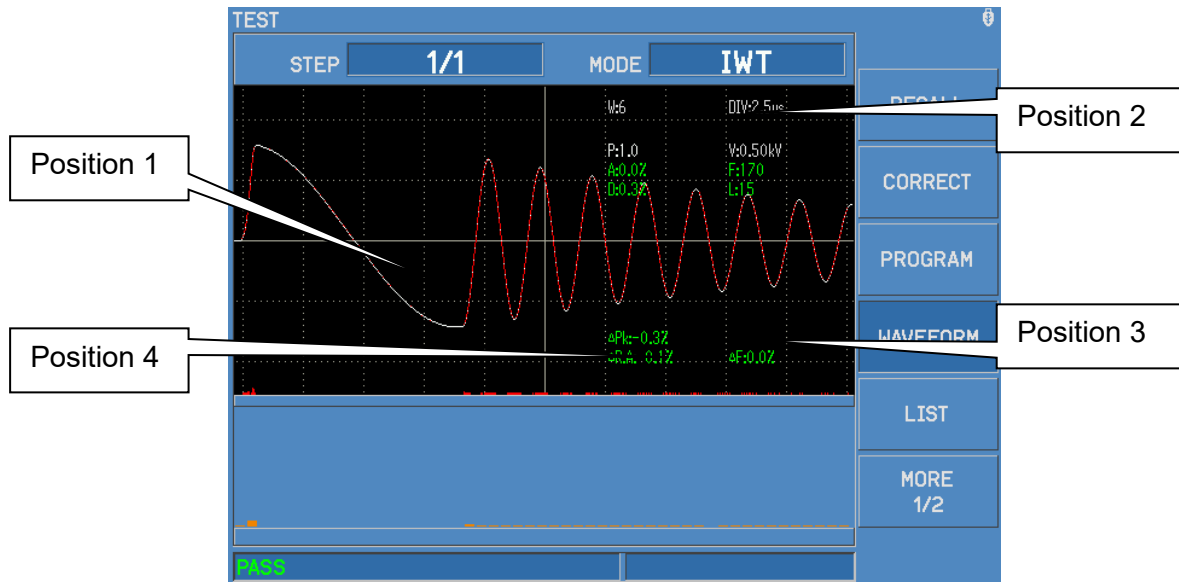 TEST
STEP 1/1 MODE IWT
W:6 DIV:2.5us
Position 2
P:1.0 V:0.50kV
Position 1
A:0.0% F:170
CORRECT
D:0.3% L:15
PROGRAM
ΔPk:-0.3%
WAVEFORM
Position 3
Position 4
ΔF:0.0%
LIST
MORE
1/2
PASS